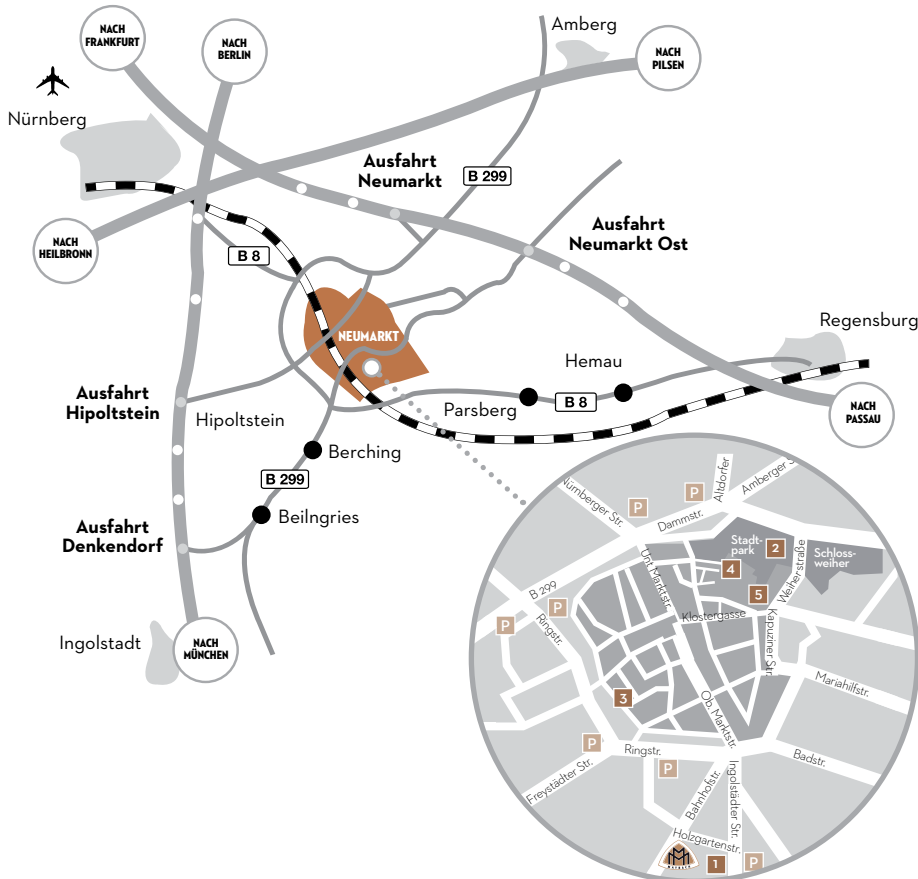 NACH
FRANKFURT
NACH
BERLIN
Amberg
NACH
PILSEN
Nürnberg
Ausfahrt
Neumarkt
B 299
Ausfahrt
Neumarkt Ost
NACH
HEILBRONN
B 8
NEUMARKT
Regensburg
Hemau
Ausfahrt
Hipoltstein
Hipoltstein
Parsberg
B 8
NACH
PASSAU
Berching
B 299
Beilngries
Ausfahrt
Denkendorf
Ingolstadt
NACH
MÜNCHEN
Nürnberger Str.
P
P
Altdorfer
Amberger S
Dammstr.
Stadt-
park
2
Schloss-
weiher
Unt. Marktstr.
4
5
Weiherstraße
B 299
P
P
Ringstr.
Klostergasse
Kapuziner Str.
Mariahilfstr.
3
Ob. Marktstr.
P
Ringstr.
P
Badstr.
Freystädter Str.
Bahnhofstr.
Ingolstädter Str.
Holzgartenstr.
MM
MAYBACH
1
P